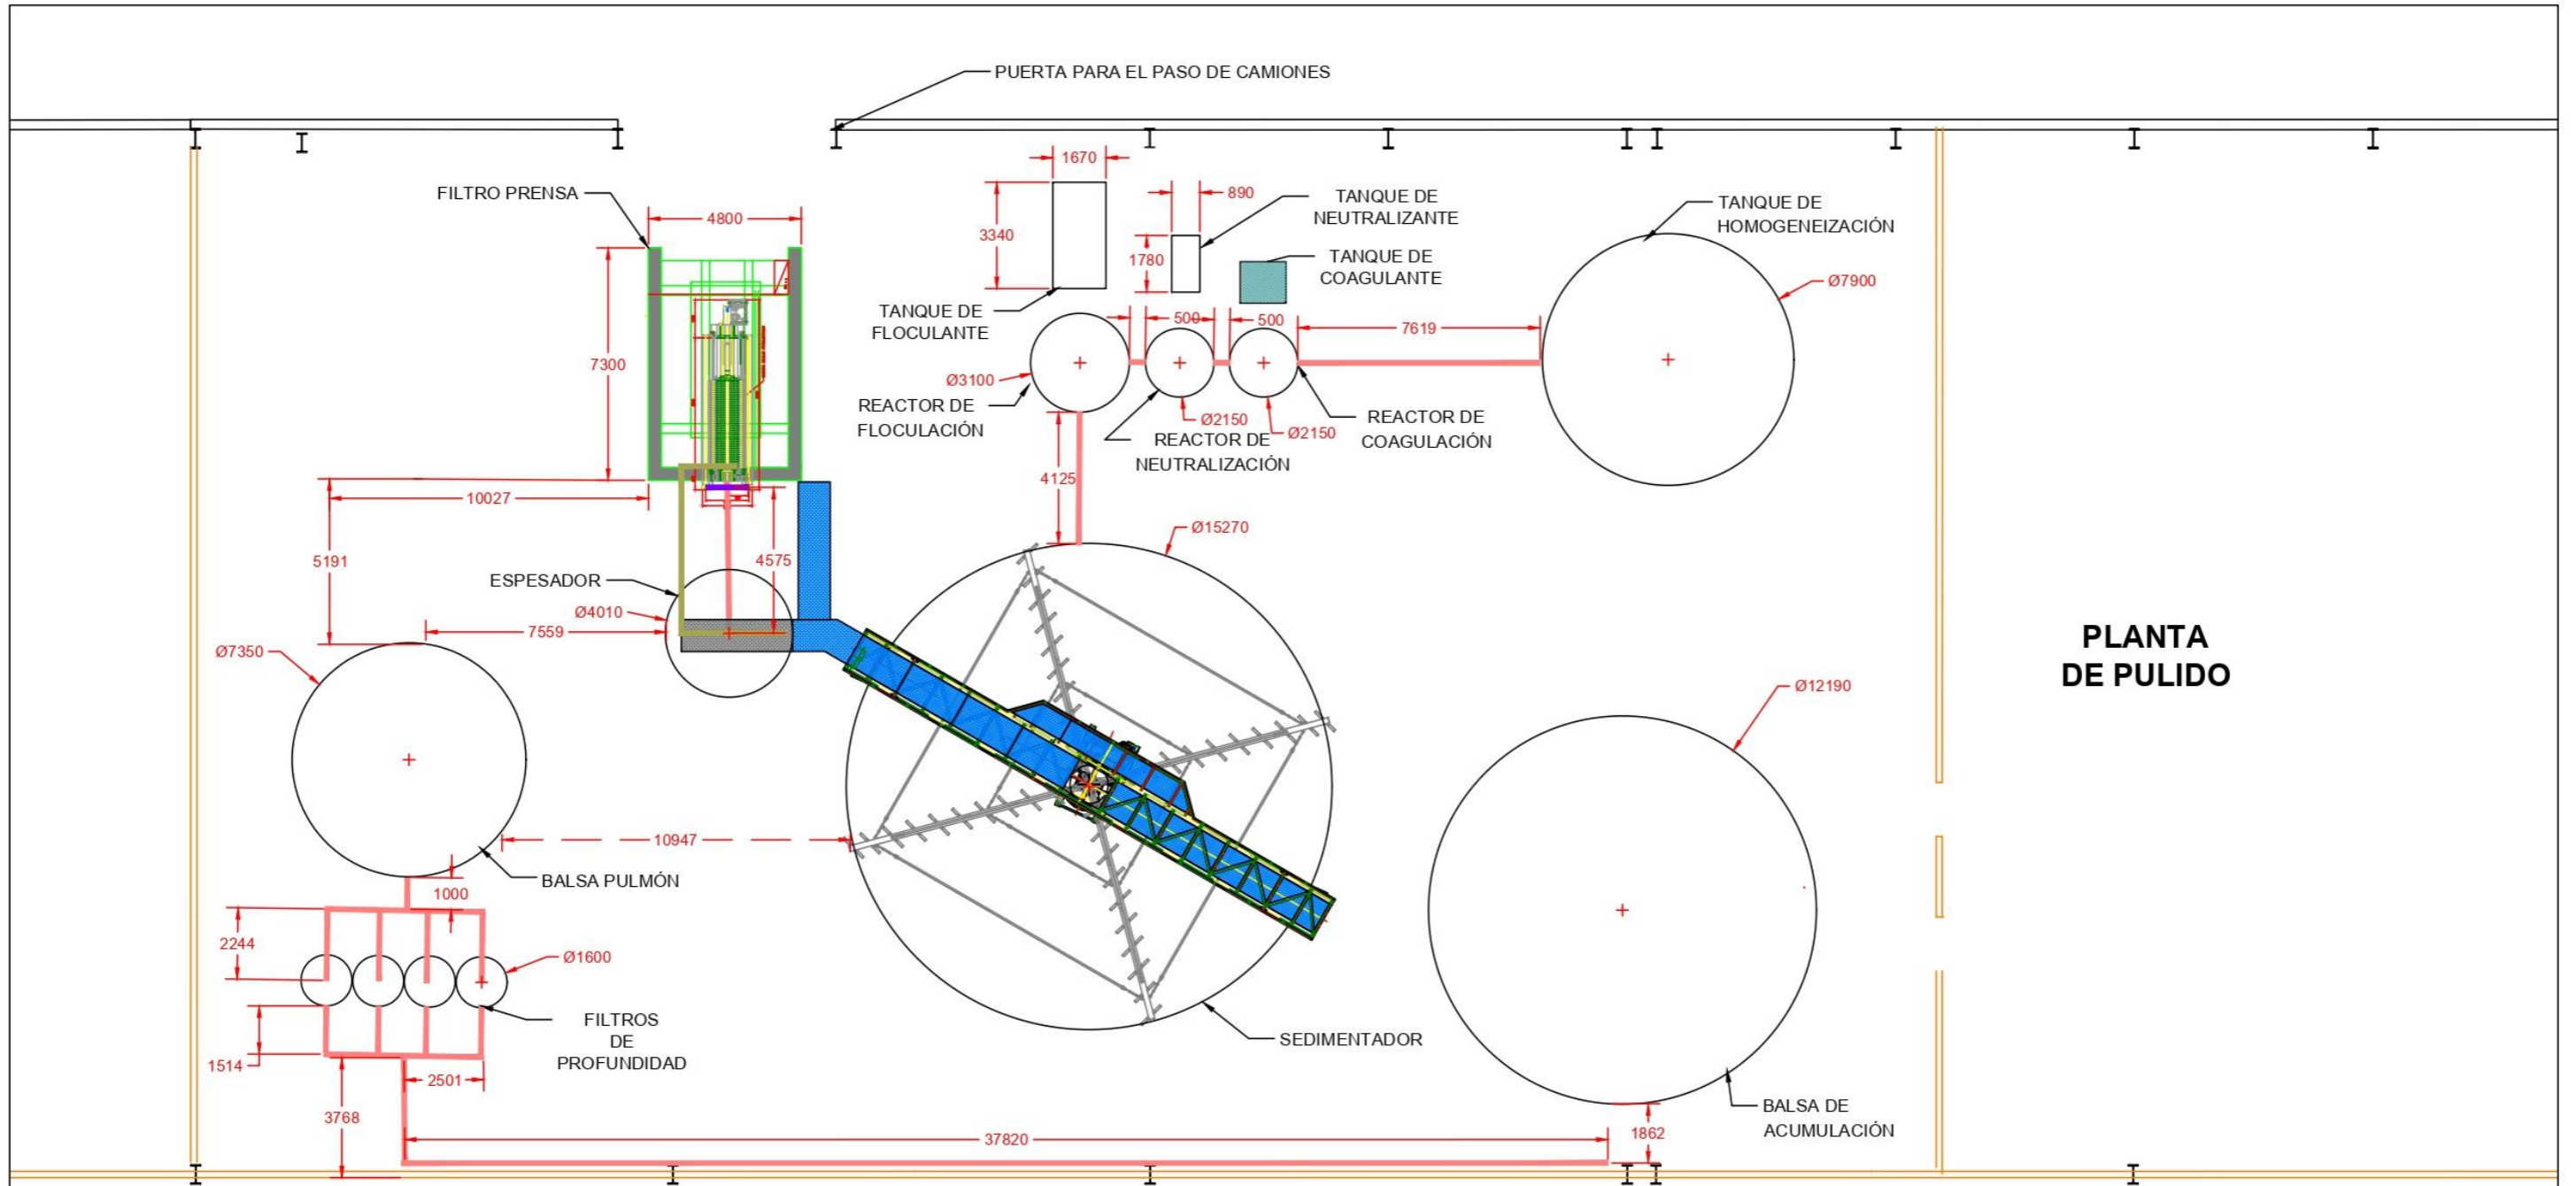 PUERTA PARA EL PASO DE CAMIONES
1670
FILTRO PRENSA
890
TANQUE DE
NEUTRALIZANTE
TANQUE DE
HOMOGENEIZACIÓN
4800
3340
1780
TANQUE DE
COAGULANTE
Ø7900
TANQUE DE
FLOCULANTE
500
500
7619
7300
Ø3100
REACTOR DE
FLOCULACIÓN
Ø2150
REACTOR DE
NEUTRALIZACIÓN
Ø2150
REACTOR DE
COAGULACIÓN
4125
10027
Ø15270
5191
4575
ESPESADOR
Ø4010
7559
Ø7350
PLANTA
DE PULIDO
Ø12190
10947
BALSA PULMÓN
1000
2244
Ø1600
FILTROS
DE
PROFUNDIDAD
SEDIMENTADOR
1514
2501
3768
BALSA DE
ACUMULACIÓN
37820
1862